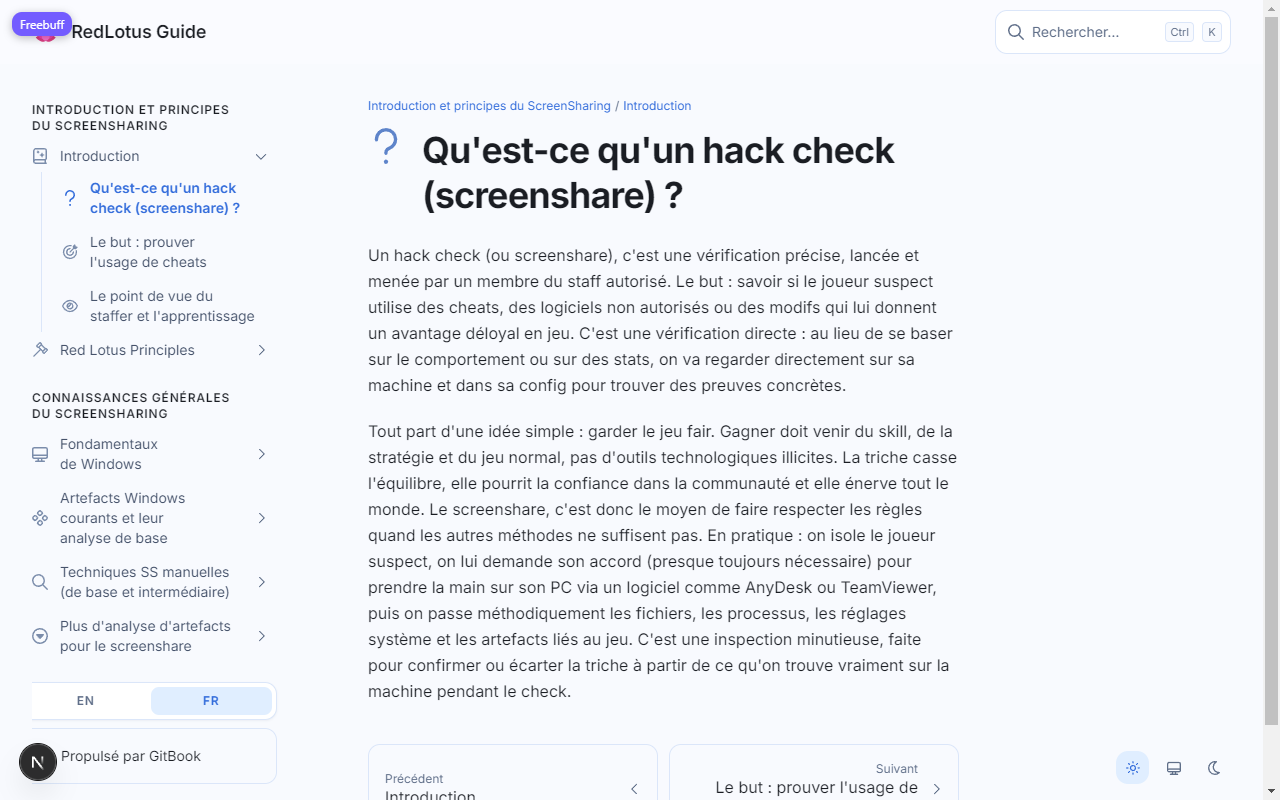 Freebuff
RedLotus Guide
Rechercher...
Ctrl
K
INTRODUCTION ET PRINCIPES
DU SCREENSHARING
Introduction
Qu'est-ce qu'un hack
check (screenshare) ?
Le but : prouver
l'usage de cheats
Le point de vue du
staffer et l'apprentissage
Red Lotus Principles
CONNAISSANCES GÉNÉRALES
DU SCREENSHARING
Fondamentaux
de Windows
Artefacts Windows
courants et leur
analyse de base
Techniques SS manuelles
(de base et intermédiaire)
Plus d'analyse d'artefacts
pour le screenshare
EN
FR
N
Propulsé par GitBook
Introduction et principes du ScreenSharing / Introduction
Qu'est-ce qu'un hack check
(screenshare) ?
Un hack check (ou screenshare), c'est une vérification précise, lancée et
menée par un membre du staff autorisé. Le but : savoir si le joueur suspect
utilise des cheats, des logiciels non autorisés ou des modifs qui lui donnent
un avantage déloyal en jeu. C'est une vérification directe : au lieu de se baser
sur le comportement ou sur des stats, on va regarder directement sur sa
machine et dans sa config pour trouver des preuves concrètes.
Tout part d'une idée simple : garder le jeu fair. Gagner doit venir du skill, de la
stratégie et du jeu normal, pas d'outils technologiques illicites. La triche casse
l'équilibre, elle pourrit la confiance dans la communauté et elle énerve tout le
monde. Le screenshare, c'est donc le moyen de faire respecter les règles
quand les autres méthodes ne suffisent pas. En pratique : on isole le joueur
suspect, on lui demande son accord (presque toujours nécessaire) pour
prendre la main sur son PC via un logiciel comme AnyDesk ou TeamViewer,
puis on passe méthodiquement les fichiers, les processus, les réglages
système et les artefacts liés au jeu. C'est une inspection minutieuse, faite
pour confirmer ou écarter la triche à partir de ce qu'on trouve vraiment sur la
machine pendant le check.
Précédent
Introduction
Suivant
Le but : prouver l'usage de